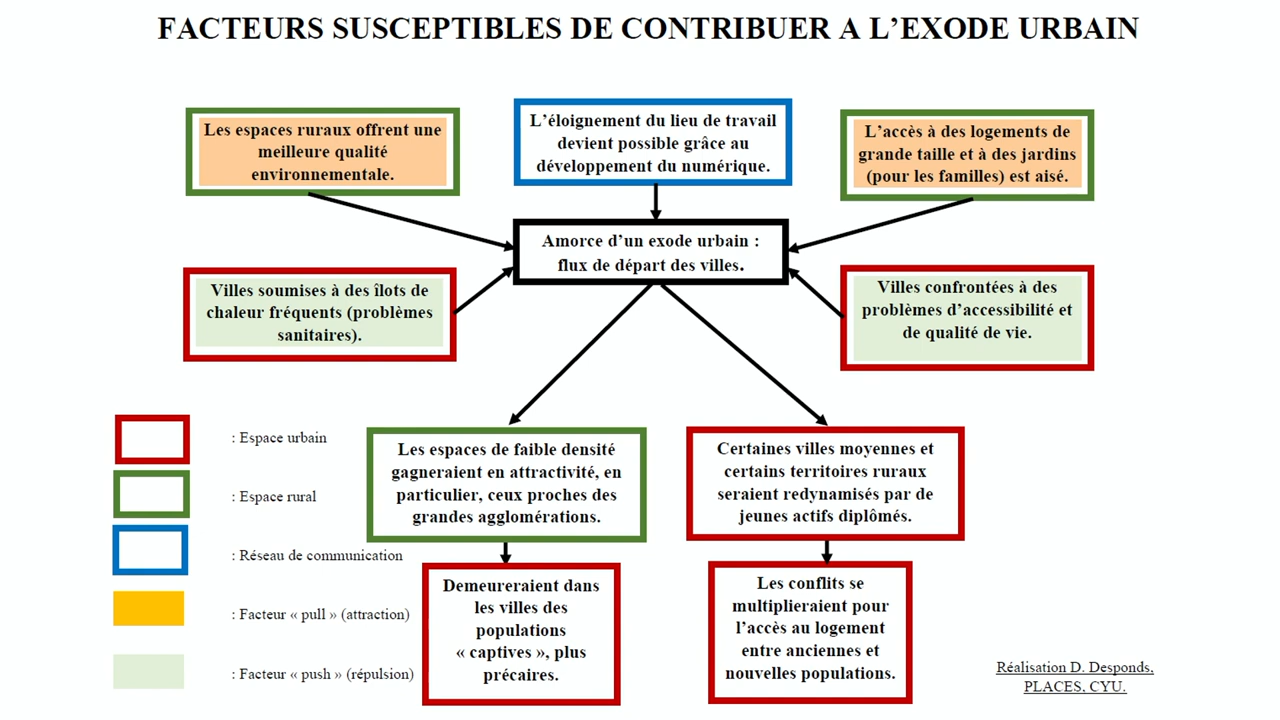 FACTEURS SUSCEPTIBLES DE CONTRIBUER A L’EXODE URBAIN
Les espaces ruraux offrent une
meilleure qualité
environnementale.
L’éloignement du lieu de travail
devient possible grâce au
développement du numérique.
L’accès à des logements de
grande taille et à des jardins
(pour les familles) est aisé.
Amorce d’un exode urbain :
flux de départ des villes.
Villes soumises à des îlots de
chaleur fréquents (problèmes
sanitaires).
Villes confrontées à des
problèmes d’accessibilité et
de qualité de vie.
: Espace urbain
: Espace rural
: Réseau de communication
: Facteur « pull » (attraction)
: Facteur « push » (répulsion)
Les espaces de faible densité
gagneraient en attractivité, en
particulier, ceux proches des
grandes agglomérations.
Certaines villes moyennes et
certains territoires ruraux
seraient redynamisés par de
jeunes actifs diplômés.
Demeureraient dans
les villes des
populations
« captives », plus
précaires.
Les conflits se
multiplieraient pour
l’accès au logement
entre anciennes et
nouvelles populations.
Réalisation D. Desponds,
PLACES, CYU.